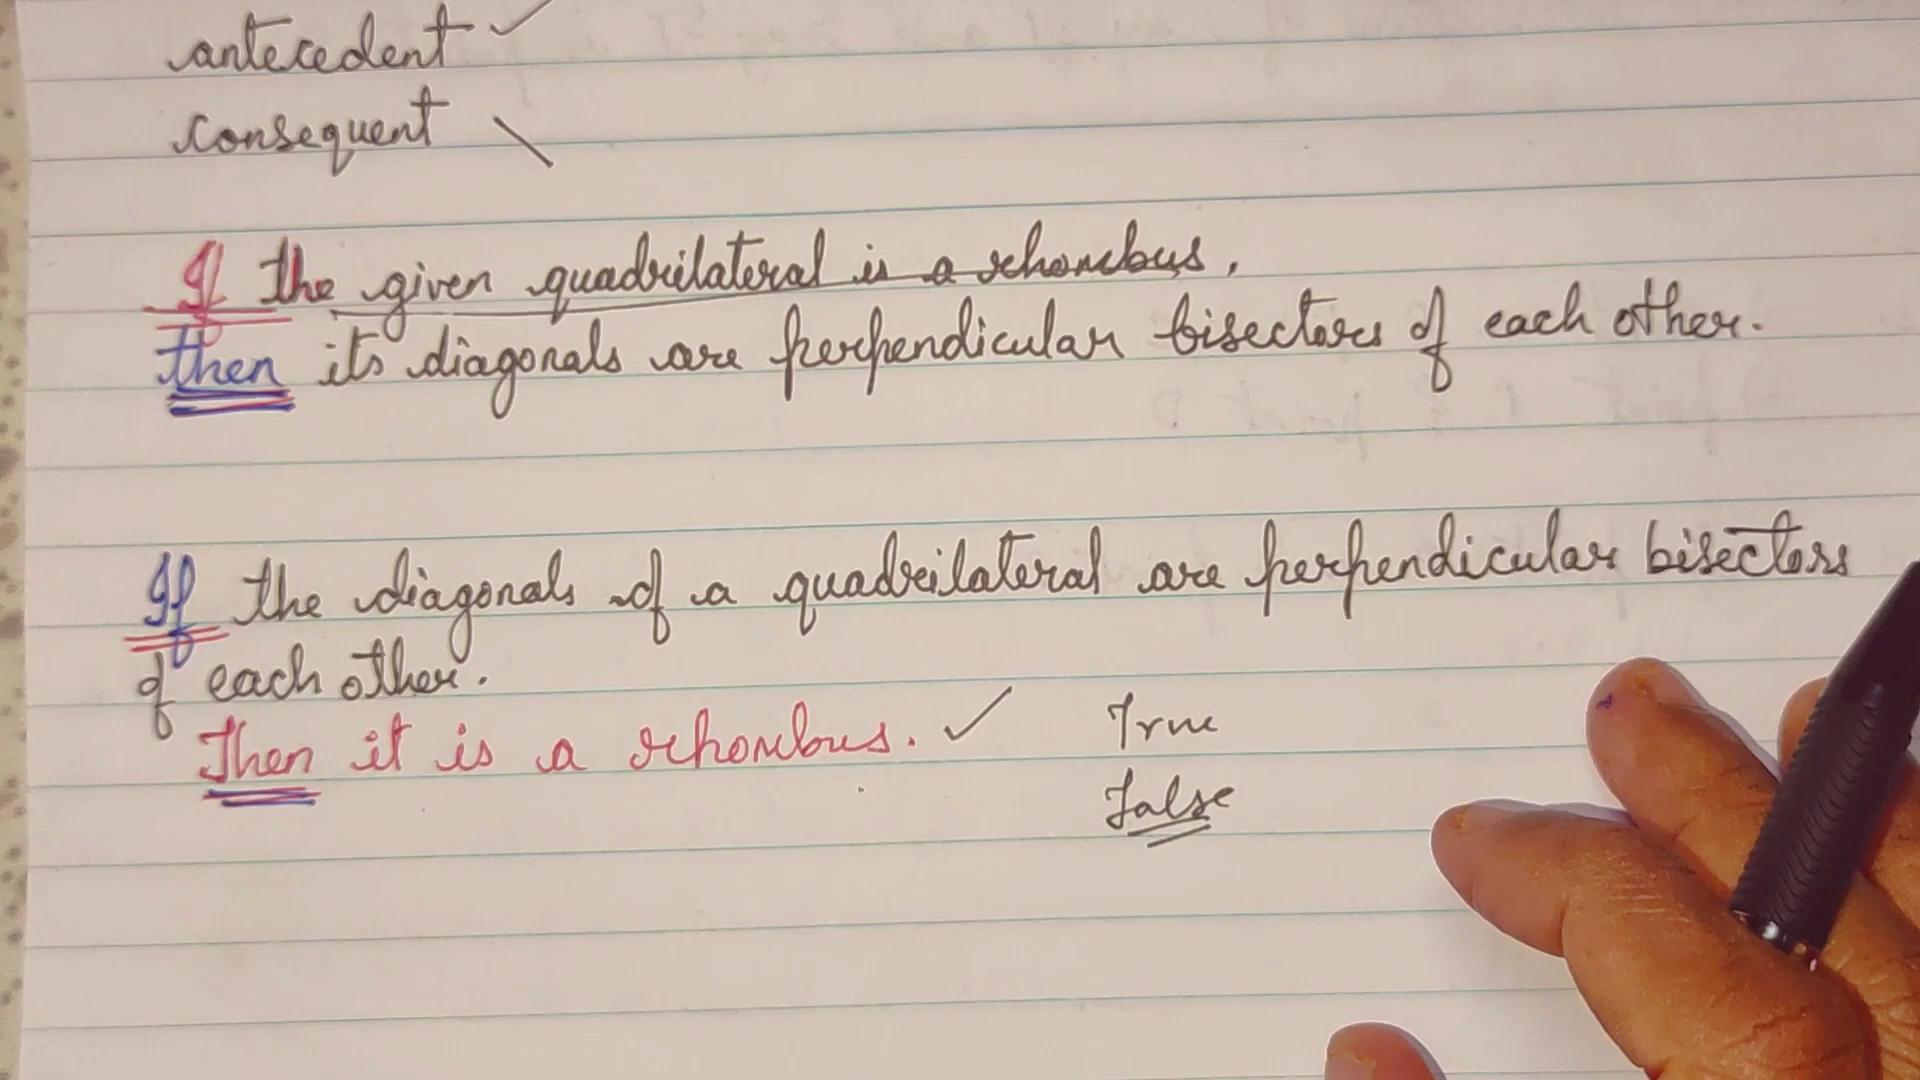 antecedent
consequent
If the given quadrilateral is a rhombus,
then its diagonals are perpendicular bisectors of each other.
If the diagonals of a quadrilateral are perpendicular bisectors
of each other.
Then it is a rhombus. True
False